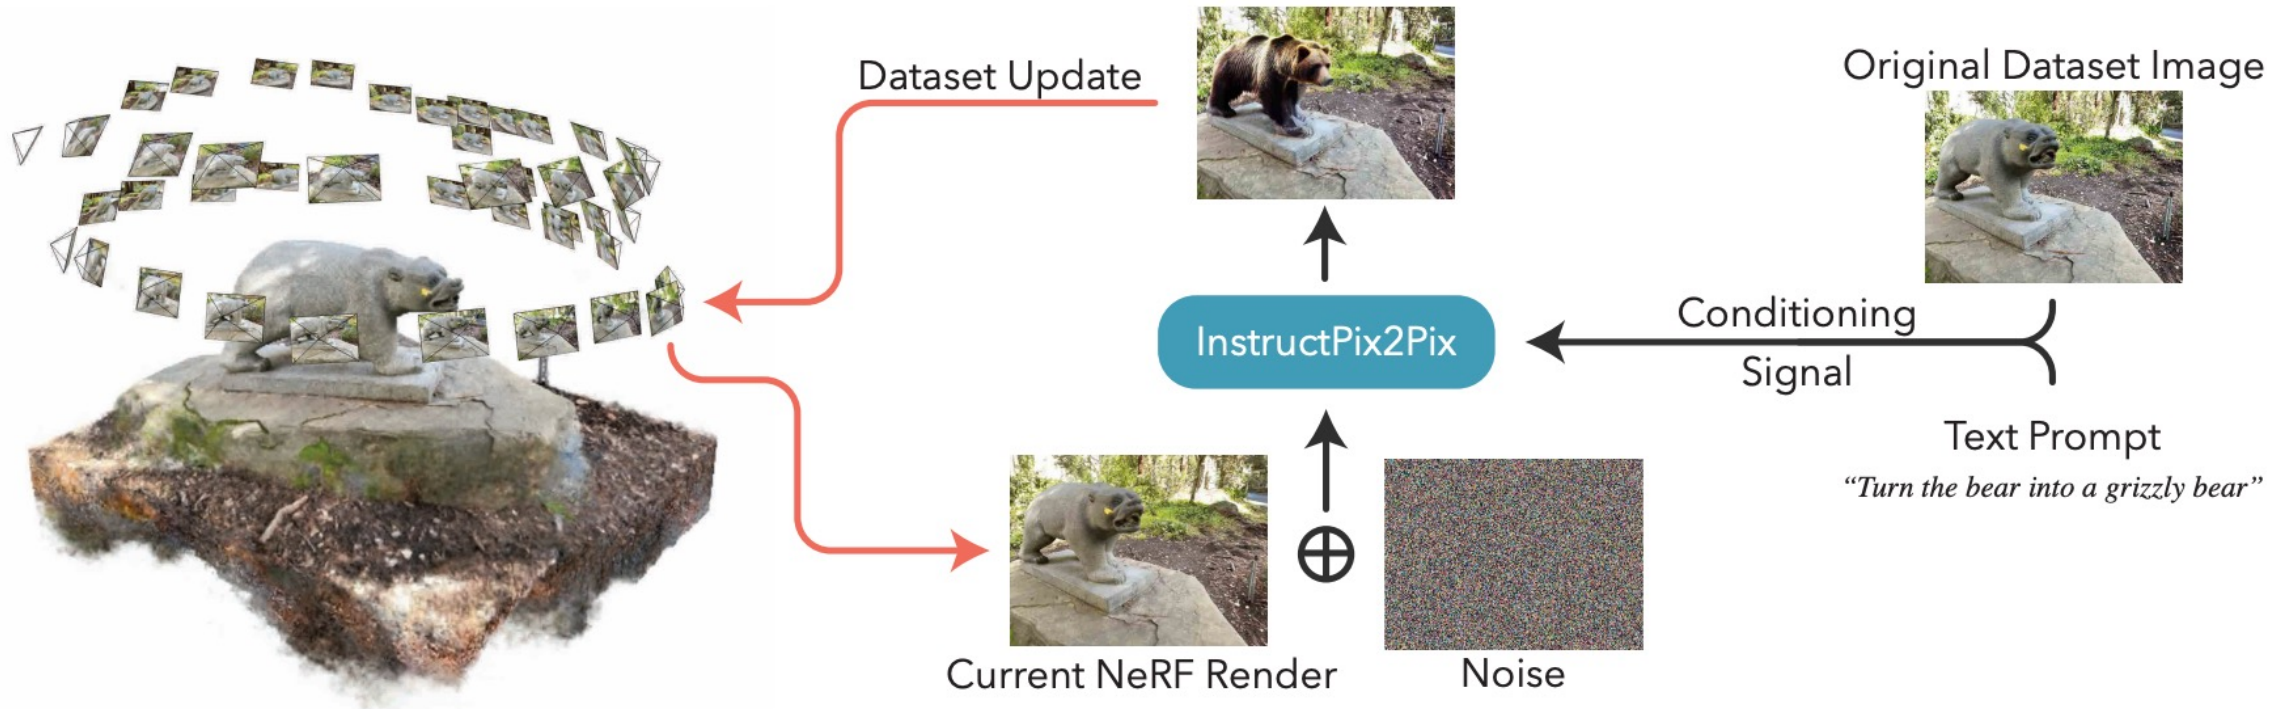 Dataset Update
Original Dataset Image
InstructPix2Pix
Conditioning
Signal
Text Prompt
“Turn the bear into a grizzly bear”
Current NeRF Render
Noise